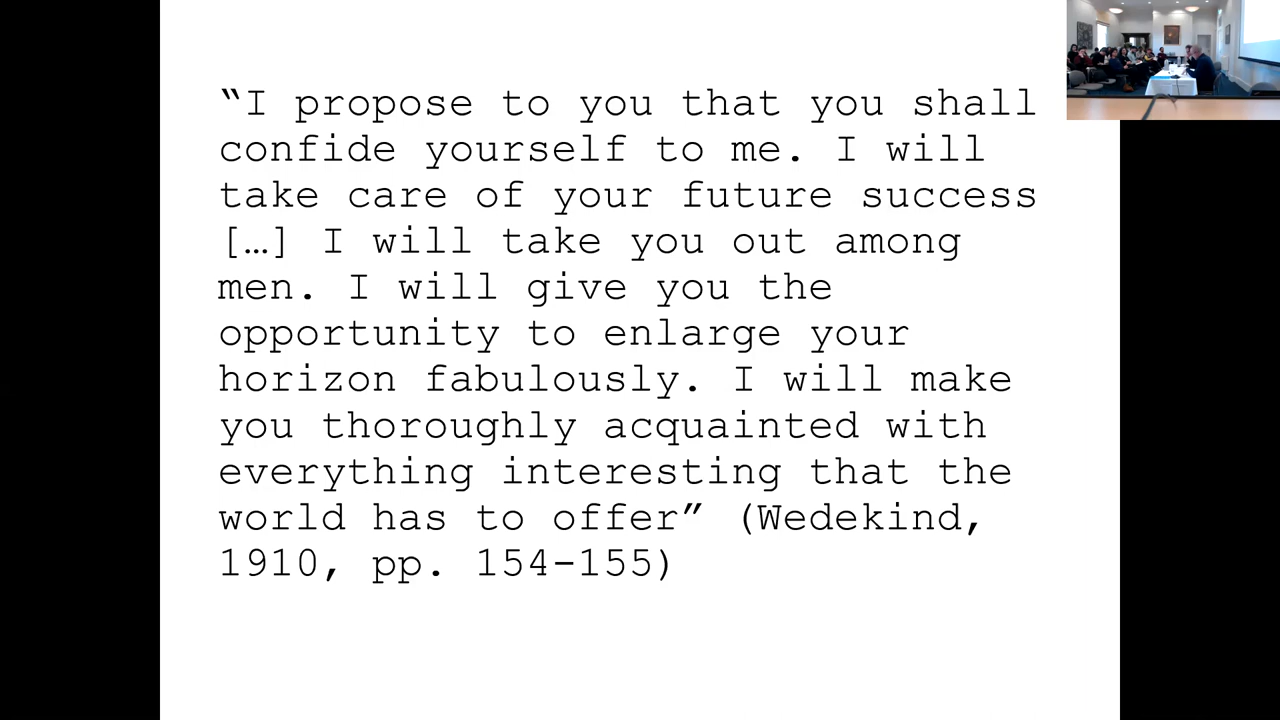 “I propose to you that you shall
confide yourself to me. I will
take care of your future success
[…] I will take you out among
men. I will give you the
opportunity to enlarge your
horizon fabulously. I will make
you thoroughly acquainted with
everything interesting that the
world has to offer” (Wedekind,
1910, pp. 154-155)